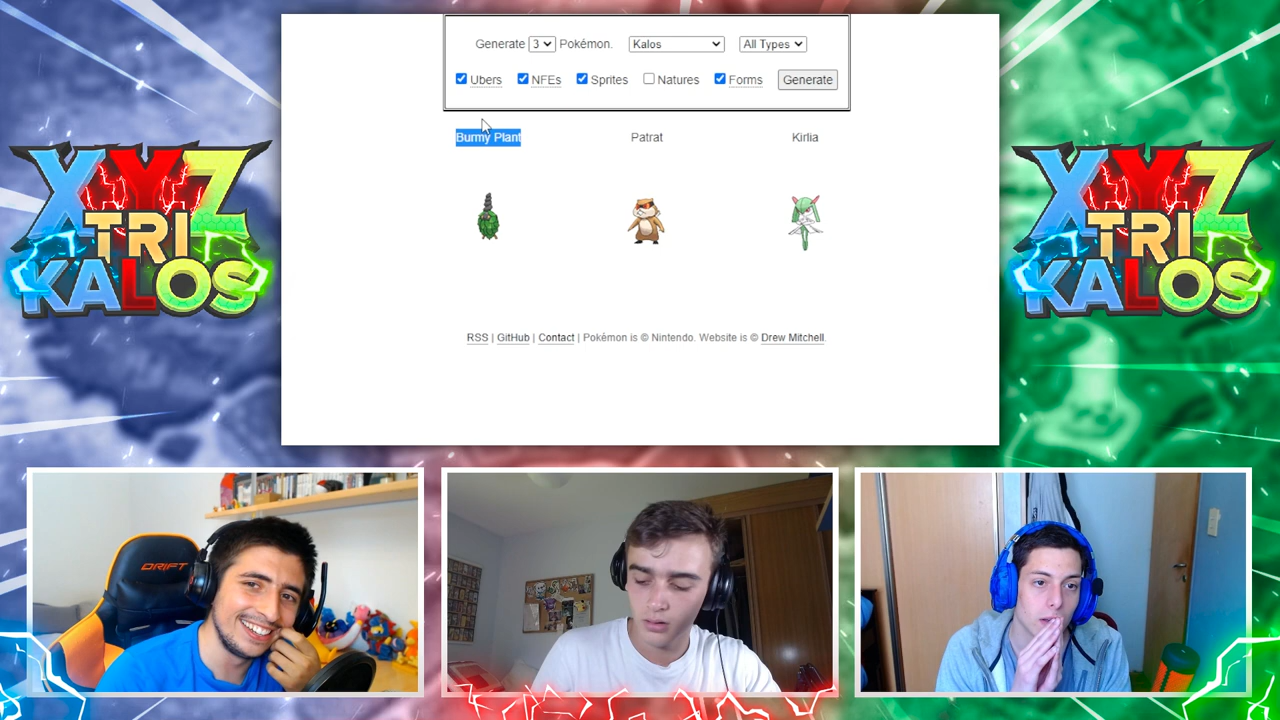 Generate 3 Pokémon. Kalos All Types
Ubers NFEs Sprites Natures Forms Generate
Burmy Plant Patrat Kirlia
XYZ
TRI
KALOS
XYZ
TRI
KALOS
RSS | GitHub | Contact | Pokémon is © Nintendo. Website is © Drew Mitchell.
DRIFT